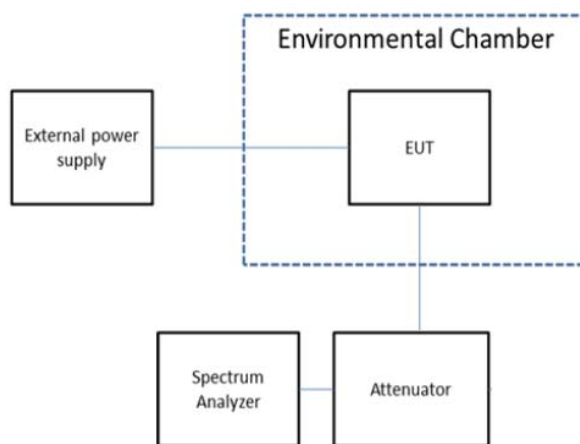 Environmental Chamber
External power
supply
EUT
Spectrum
Analyzer
Attenuator